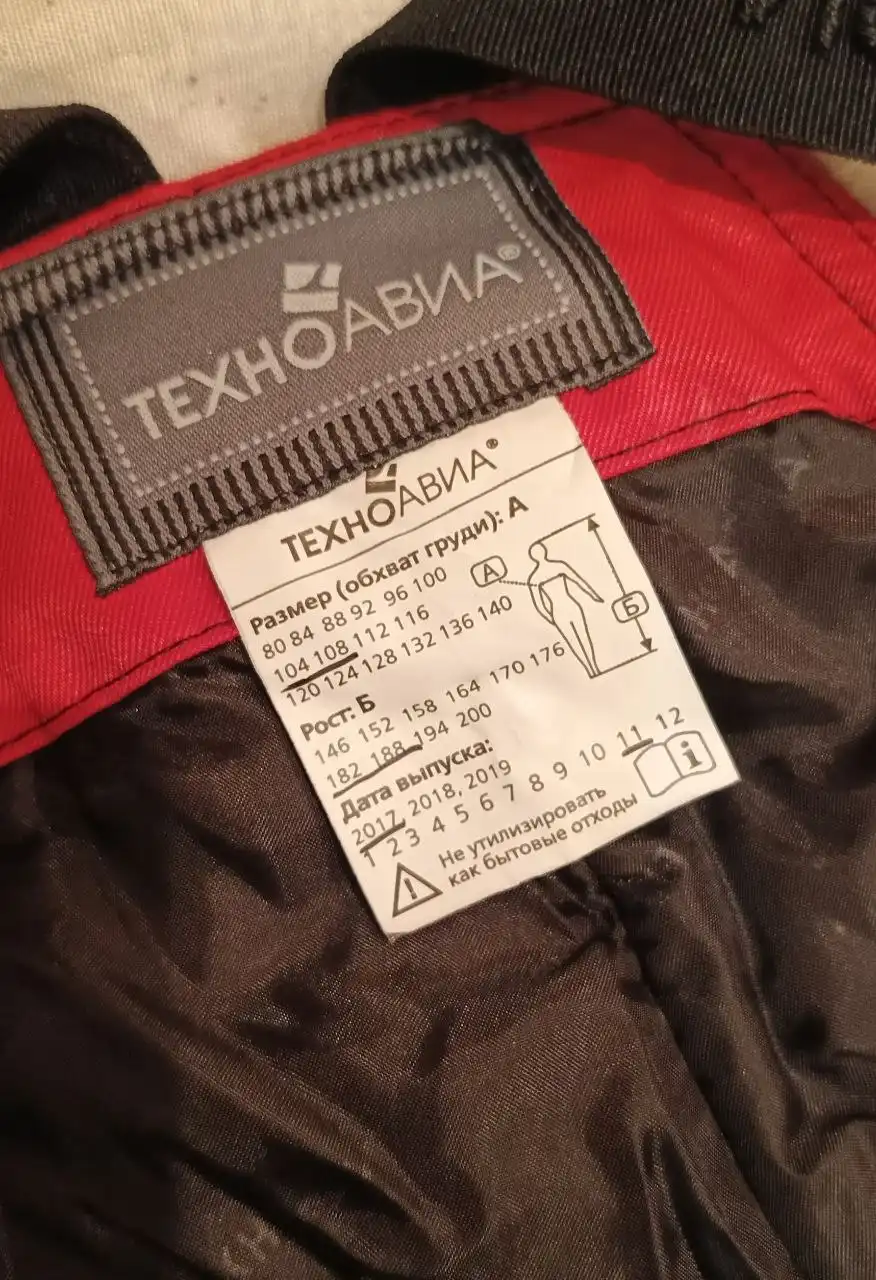 ТЕХНОАВИА®
ТЕХНОАВИА®
Размер (обхват груди): А
80 84 88 92 96 100
104 108 112 116
120 124 128 132 136 140
А
Б
Рост: Б
146 152 158 164 170 176
182 188 194 200
Дата выпуска:
2017, 2018, 2019
1 2 3 4 5 6 7 8 9 10 11 12
i
! Не утилизировать
как бытовые отходы